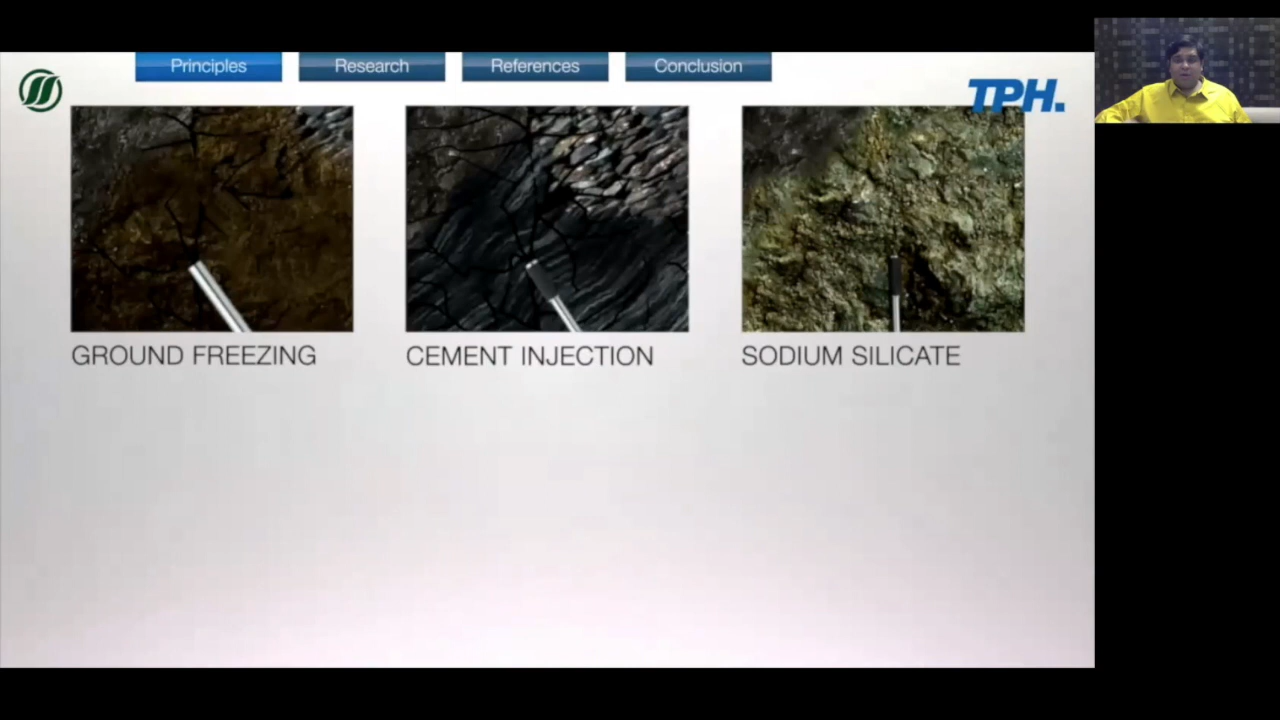 Principles Research References Conclusion
TPH.
GROUND FREEZING CEMENT INJECTION SODIUM SILICATE